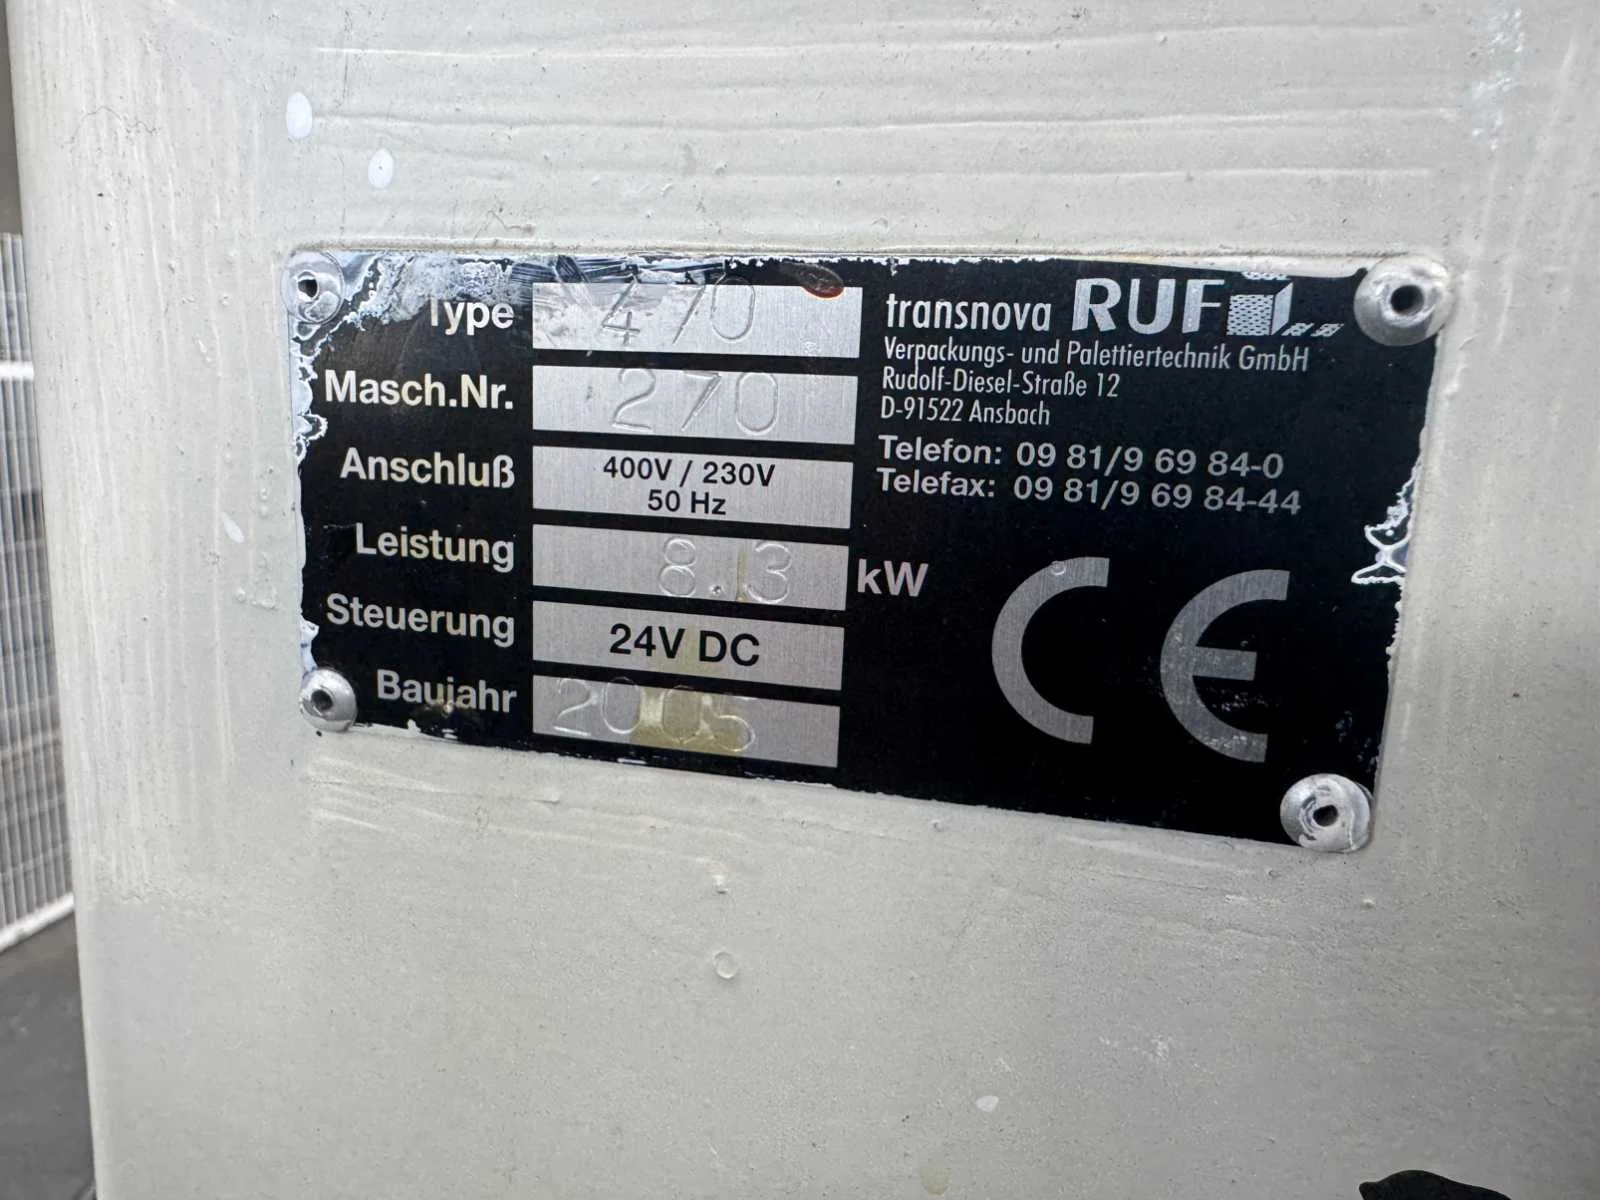 Type 470
Masch.Nr. 270
Anschluß 400V / 230V
50 Hz
Leistung 8.13 kW
Steuerung 24V DC
Baujahr 2005
transnova RUF
Verpackungs- und Palettiertechnik GmbH
Rudolf-Diesel-Straße 12
D-91522 Ansbach
Telefon: 09 81/9 69 84-0
Telefax: 09 81/9 69 84-44
CE